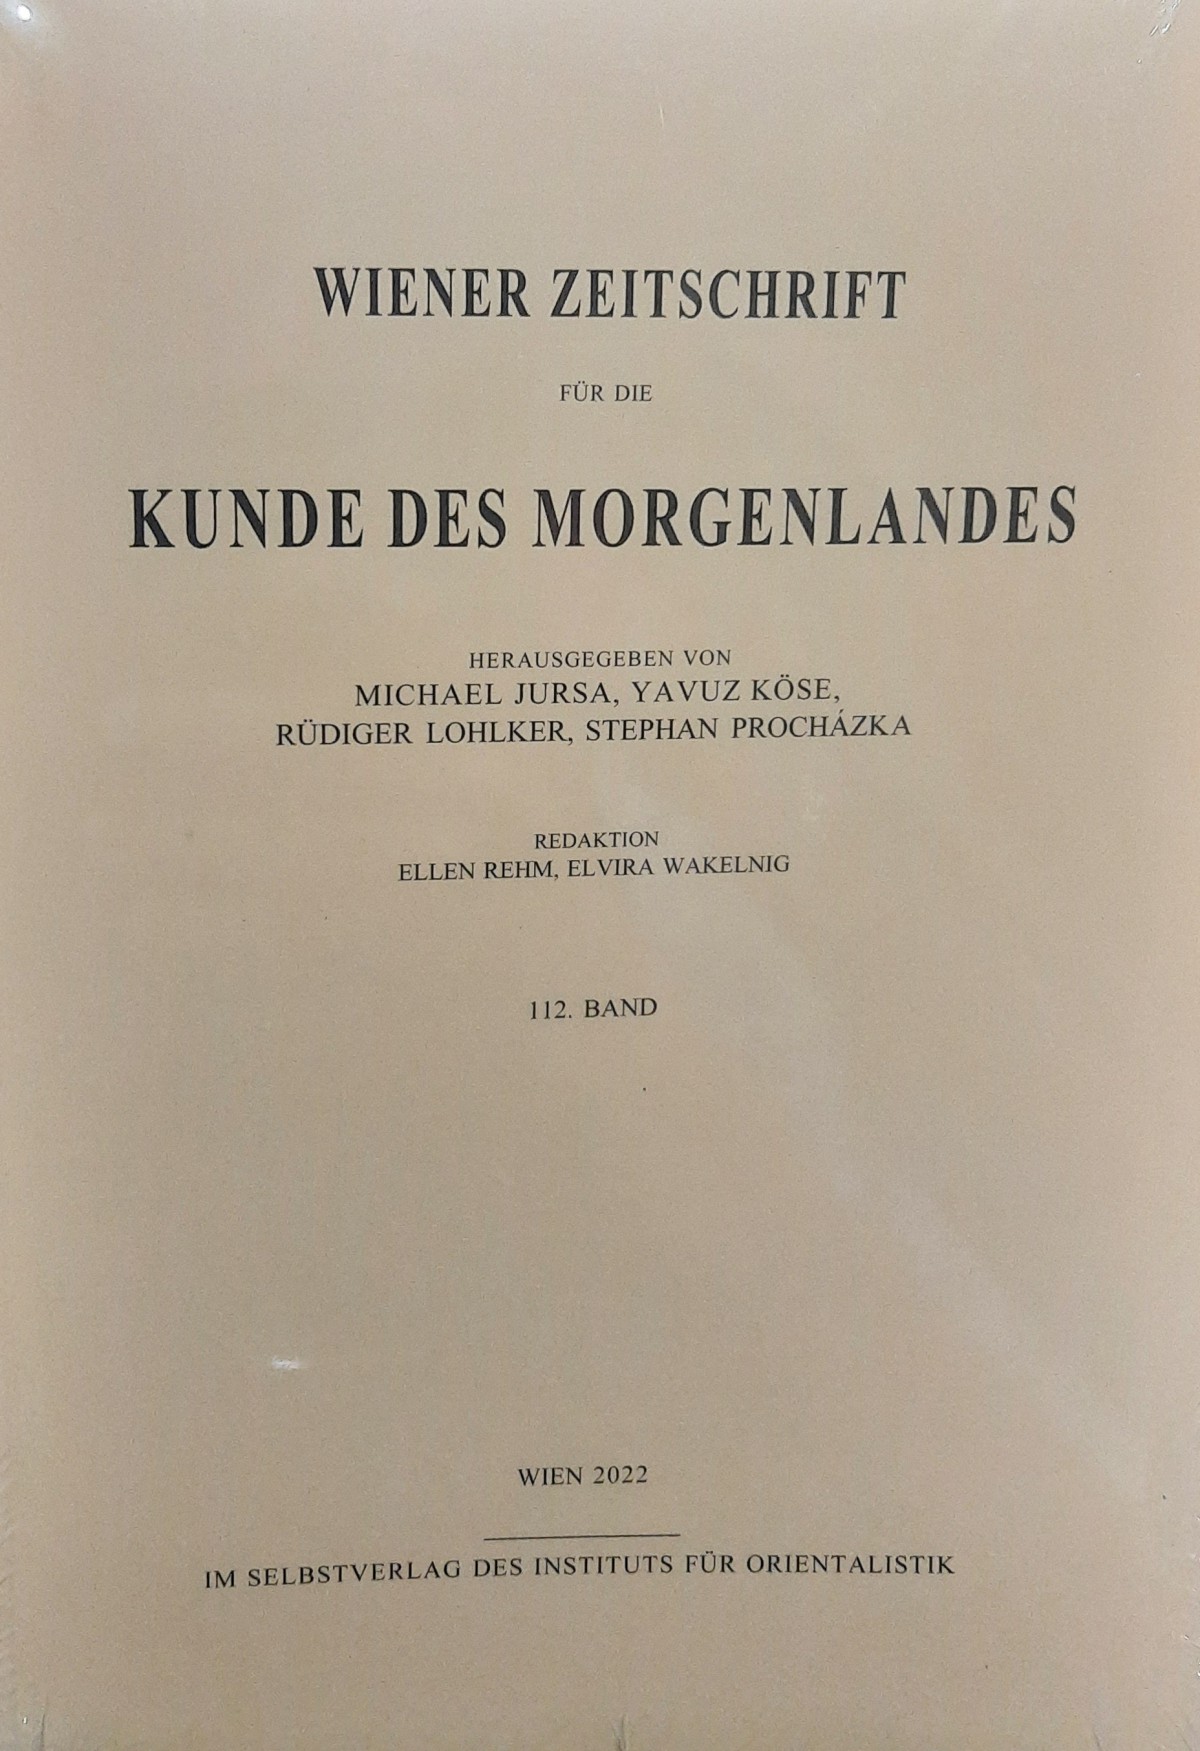 WIENER ZEITSCHRIFT
FÜR DIE
KUNDE DES MORGENLANDES
HERAUSGEGEBEN VON
MICHAEL JURSA, YAVUZ KÖSE,
RÜDIGER LOHLKER, STEPHAN PROCHÁZKA
REDAKTION
ELLEN REHM, ELVIRA WAKELNIG
112. BAND
WIEN 2022
IM SELBSTVERLAG DES INSTITUTS FÜR ORIENTALISTIK